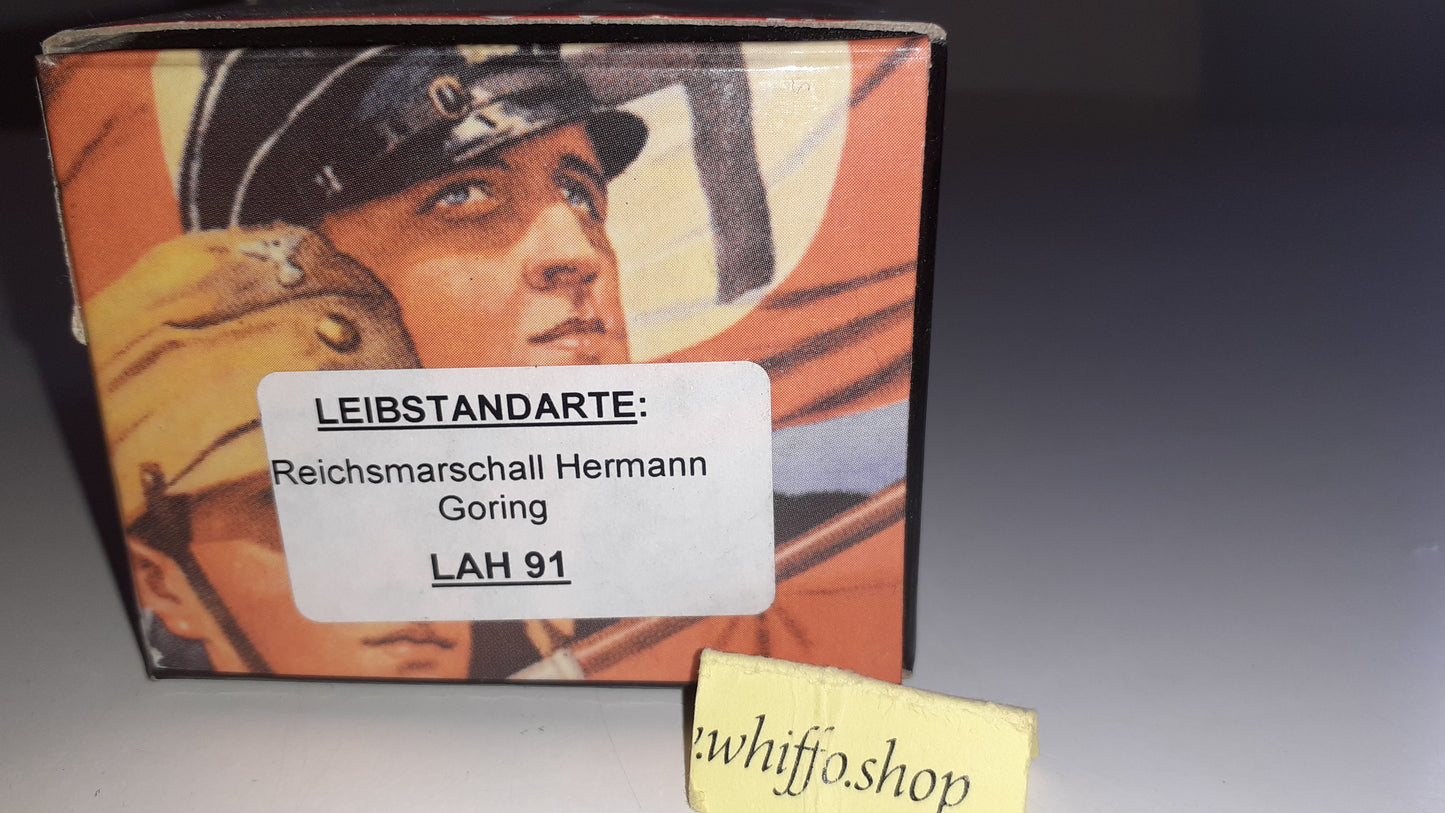 LEIBSTANDARTE:
Reichsmarschall Hermann
Goring
LAH 91
.whiffo.shop